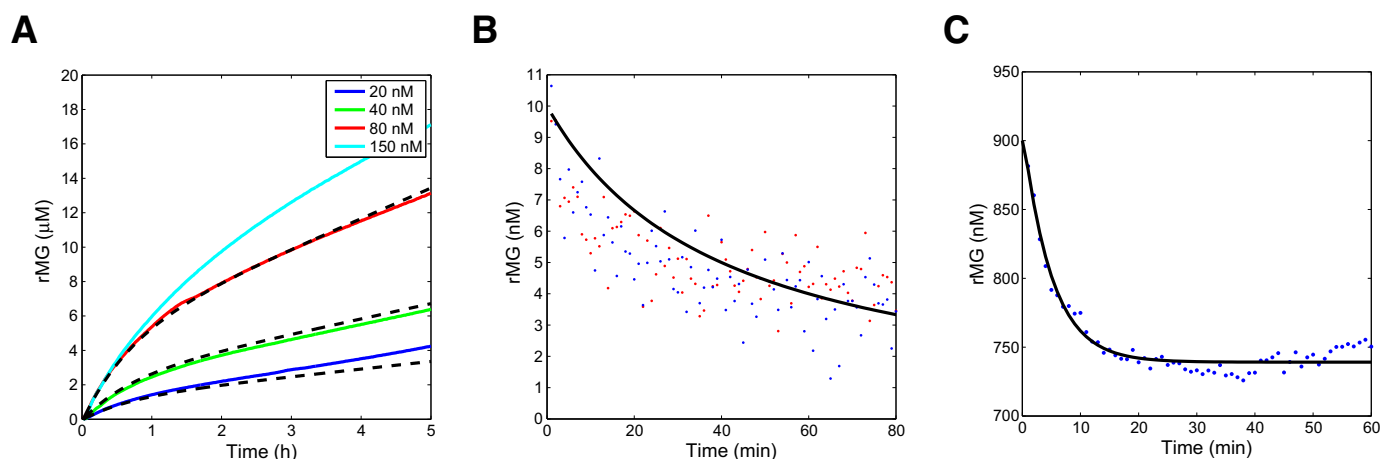 A
B
C
rMG (µM)
20
18
16
14
12
10
8
6
4
2
0
20 nM
40 nM
80 nM
150 nM
0 1 2 3 4 5
Time (h)
rMG (nM)
11
10
9
8
7
6
5
4
3
2
1
0
0 20 40 60 80
Time (min)
rMG (nM)
950
900
850
800
750
700
0 10 20 30 40 50 60
Time (min)